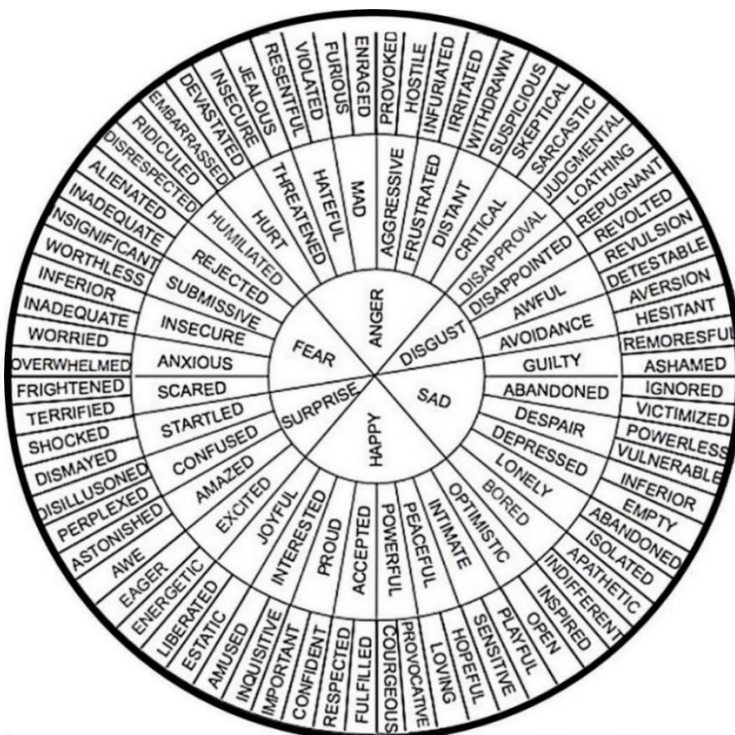 ANGER
DISGUST
SAD
HAPPY
SURPRISE
FEAR
MAD
AGGRESSIVE
FRUSTRATED
DISTANT
CRITICAL
DISAPPROVAL
DISAPPOINTED
AWFUL
AVOIDANCE
GUILTY
ABANDONED
DESPAIR
DEPRESSED
LONELY
BORED
OPTIMISTIC
INTIMATE
PEACEFUL
POWERFUL
ACCEPTED
PROUD
INTERESTED
JOYFUL
EXCITED
AMAZED
CONFUSED
STARTLED
SCARED
ANXIOUS
INSECURE
SUBMISSIVE
REJECTED
HUMILIATED
HURT
THREATENED
HATEFUL
ENRAGED
PROVOKED
HOSTILE
INFURIATED
IRRITATED
WITHDRAWN
SUSPICIOUS
SKEPTICAL
SARCASTIC
JUDGMENTAL
LOATHING
REPUGNANT
REVOLTED
REVULSION
DETESTABLE
AVERSION
HESITANT
REMORESFUL
ASHAMED
IGNORED
VICTIMIZED
POWERLESS
VULNERABLE
INFERIOR
EMPTY
ABANDONED
ISOLATED
APATHETIC
INDIFFERENT
INSPIRED
OPEN
PLAYFUL
SENSITIVE
HOPEFUL
LOVING
PROVOCATIVE
COURGEOUS
FULFILLED
RESPECTED
CONFIDENT
IMPORTANT
INQUISITIVE
AMUSED
ESTATIC
LIBERATED
ENERGETIC
EAGER
AWE
ASTONISHED
PERPLEXED
DISILLUSONED
DISMAYED
SHOCKED
TERRIFIED
FRIGHTENED
OVERWHELMED
WORRIED
INADEQUATE
INFERIOR
WORTHLESS
NSIGNIFICANT
INADEQUATE
ALIENATED
DISRESPECTED
RIDICULED
EMBARRASSED
DEVASTATED
INSECURE
JEALOUS
RESENTFUL
VIOLATED
FURIOUS